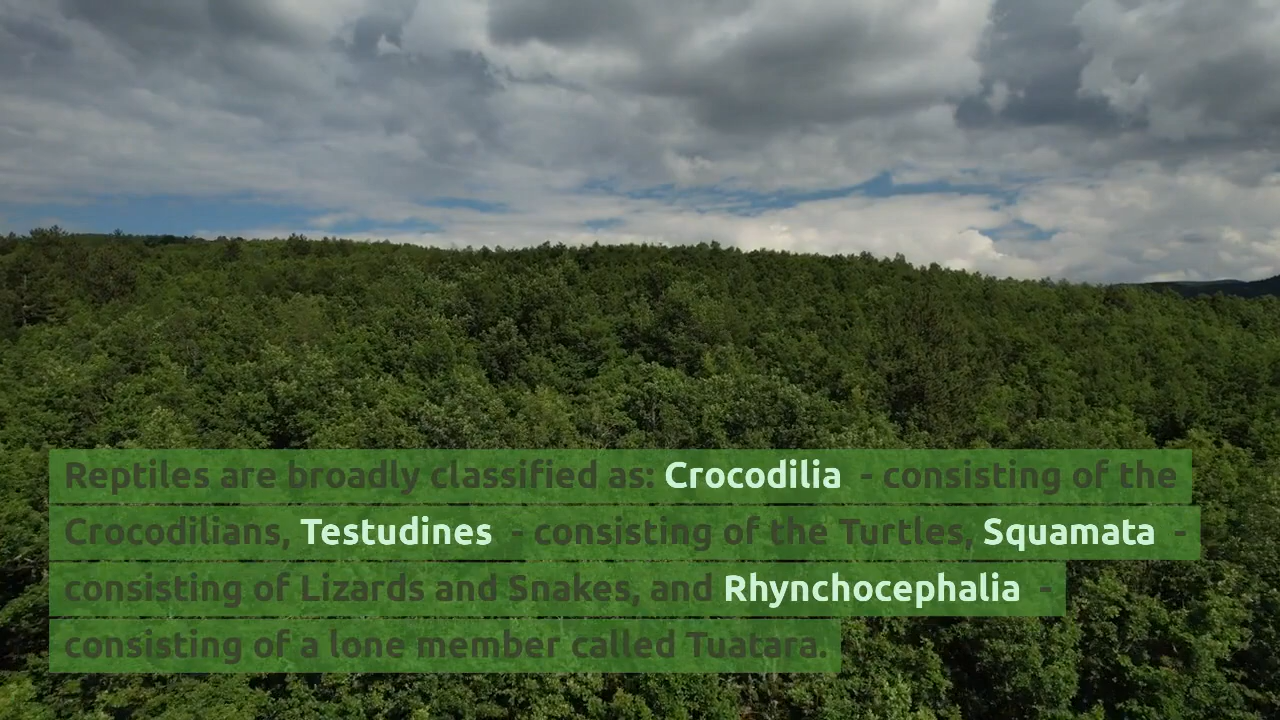 Reptiles are broadly classified as: Crocodilia - consisting of the
Crocodilians, Testudines - consisting of the Turtles, Squamata -
consisting of Lizards and Snakes, and Rhynchocephalia -
consisting of a lone member called Tuatara.